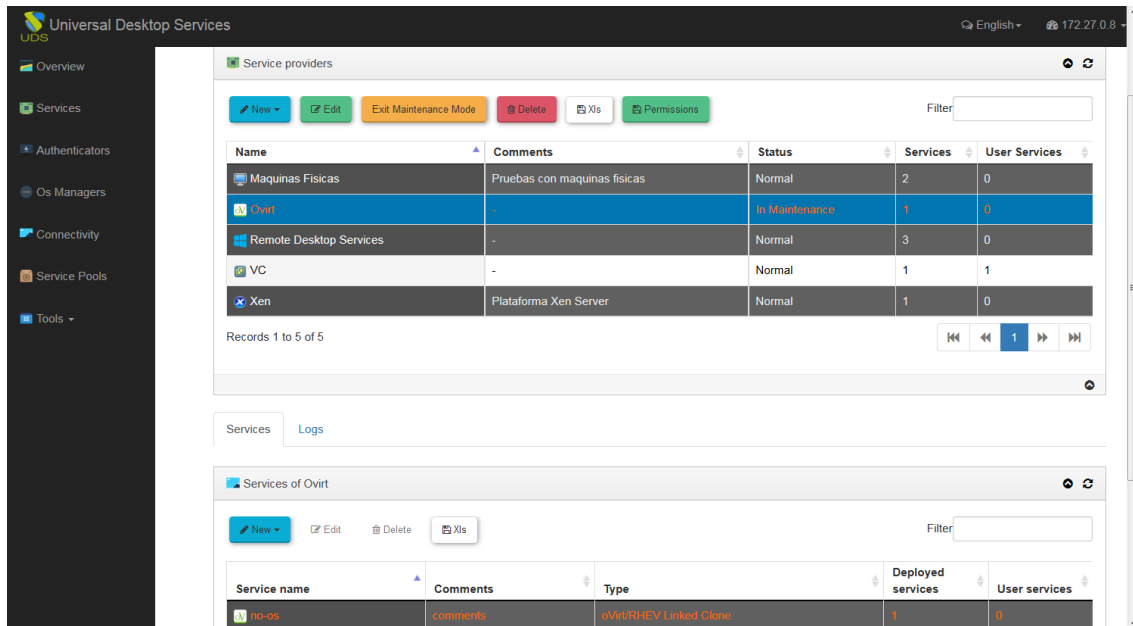 Universal Desktop Services
UDS
English
172.27.0.8
Overview
Services
Authenticators
Os Managers
Connectivity
Service Pools
Tools
Service providers
New Edit Exit Maintenance Mode Delete Xls Permissions Filter
Name Comments Status Services User Services
Maquinas Fisicas Pruebas con maquinas fisicas Normal 2 0
Ovirt - In Maintenance 1 0
Remote Desktop Services - Normal 3 0
VC - Normal 1 1
Xen Plataforma Xen Server Normal 1 0
Records 1 to 5 of 5 1
Services Logs
Services of Ovirt
New Edit Delete Xls Filter
Service name Comments Type Deployed services User services
no-os comments oVirt/RHEV Linked Clone 1 0